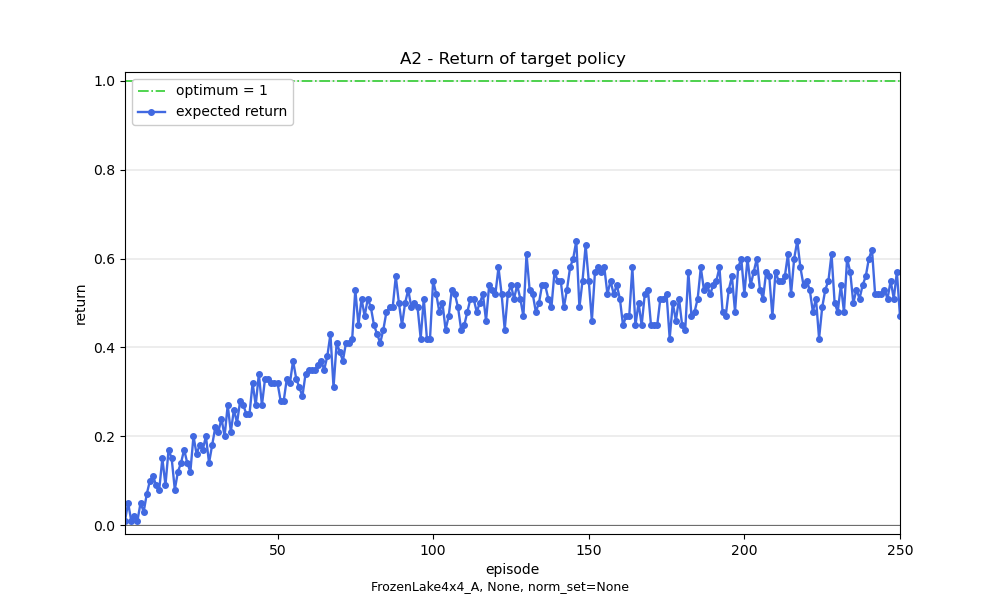 A2 - Return of target policy
optimum = 1
expected return
return
1.0
0.8
0.6
0.4
0.2
0.0
50
100
150
200
250
episode
FrozenLake4x4_A, None, norm_set=None